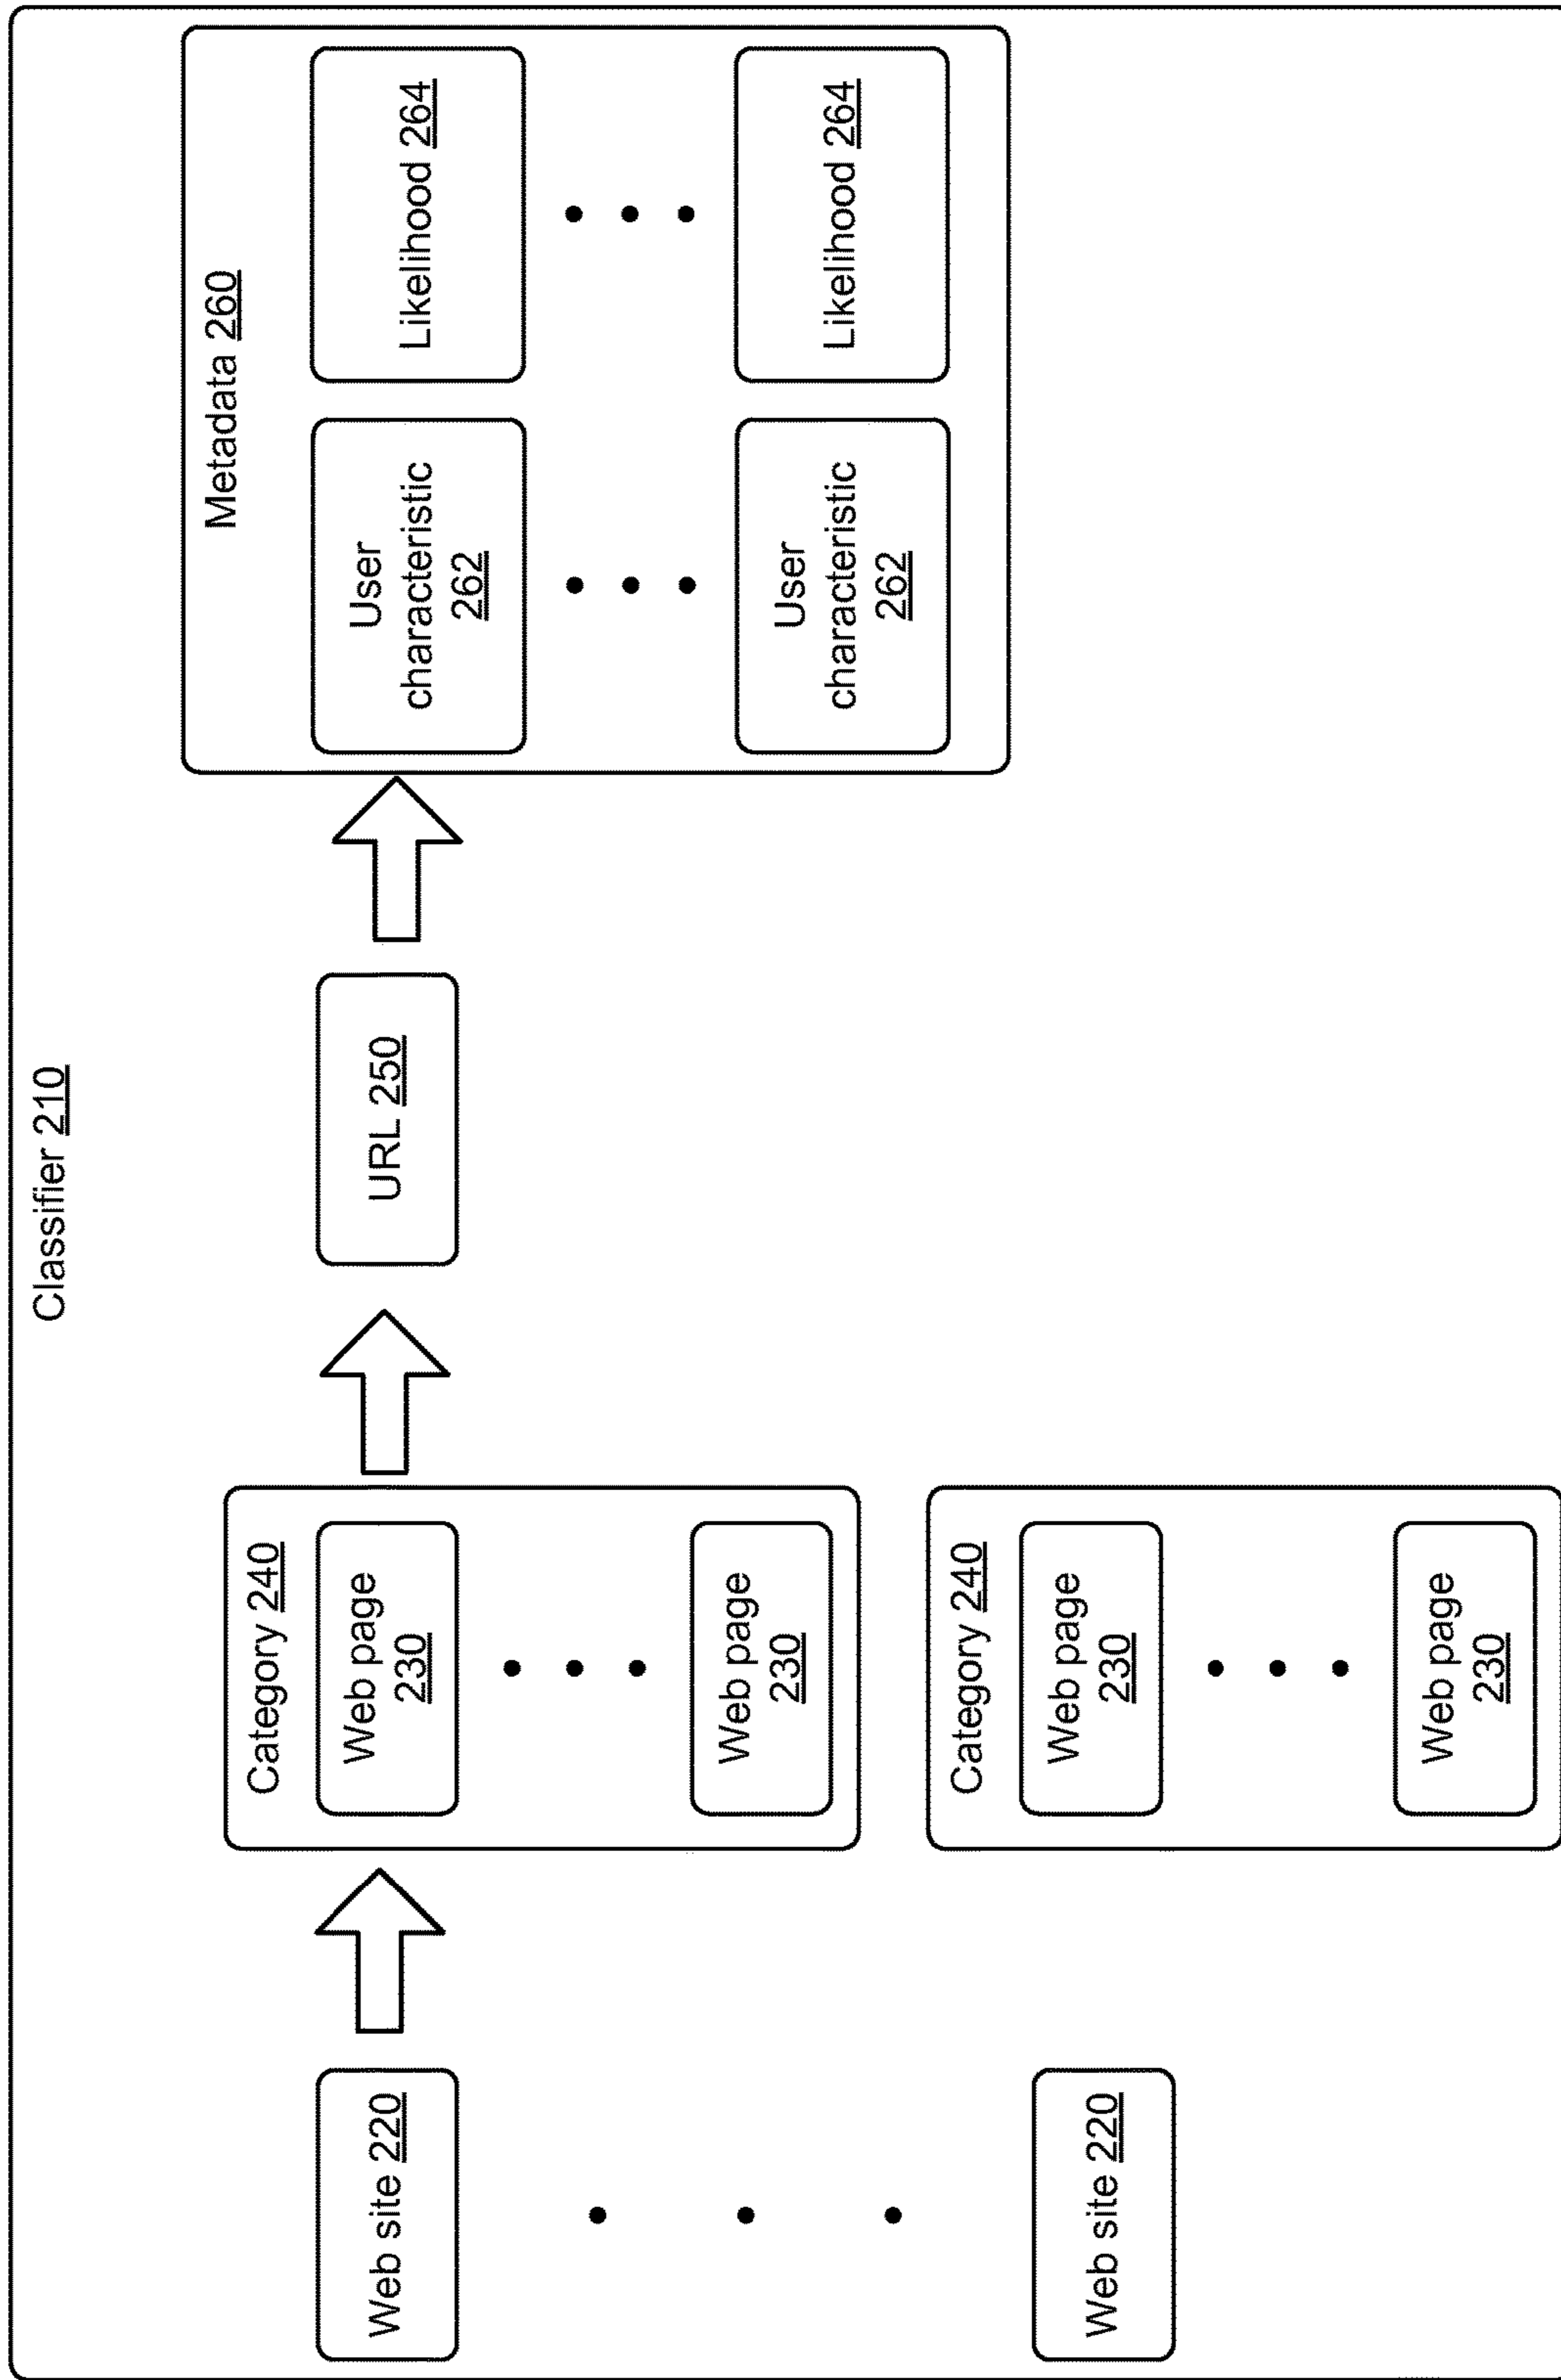 Classifier 210
Web site 220
Web site 220
Category 240
Web page
230
Web page
230
Category 240
Web page
230
Web page
230
URL 250
Metadata 260
User
characteristic
262
Likelihood 264
User
characteristic
262
Likelihood 264